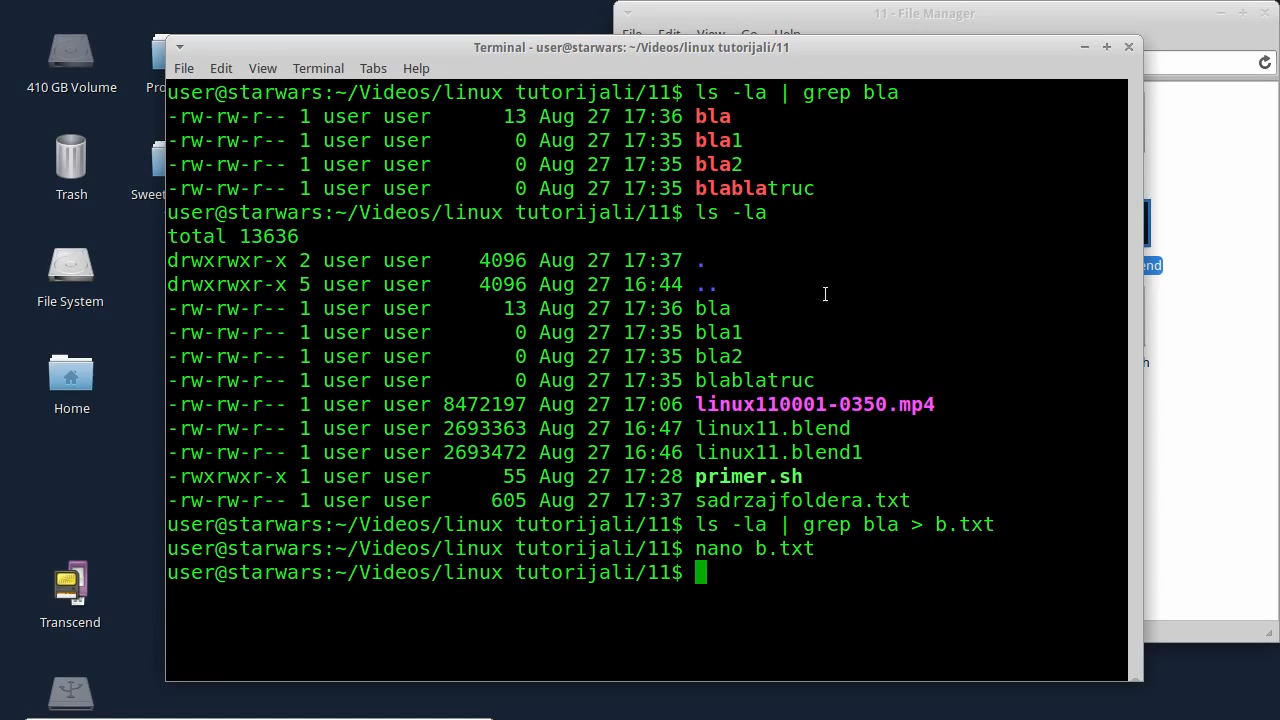 11 - File Manager
File Edit View Go Help
Terminal - user@starwars: ~/Videos/linux tutorijali/11
File Edit View Terminal Tabs Help
user@starwars:~/Videos/linux tutorijali/11$ ls -la | grep bla
-rw-rw-r-- 1 user user 13 Aug 27 17:36 bla
-rw-rw-r-- 1 user user 0 Aug 27 17:35 bla1
-rw-rw-r-- 1 user user 0 Aug 27 17:35 bla2
-rw-rw-r-- 1 user user 0 Aug 27 17:35 blablatruc
user@starwars:~/Videos/linux tutorijali/11$ ls -la
total 13636
drwxrwxr-x 2 user user 4096 Aug 27 17:37 .
drwxrwxr-x 5 user user 4096 Aug 27 16:44 ..
-rw-rw-r-- 1 user user 13 Aug 27 17:36 bla
-rw-rw-r-- 1 user user 0 Aug 27 17:35 bla1
-rw-rw-r-- 1 user user 0 Aug 27 17:35 bla2
-rw-rw-r-- 1 user user 0 Aug 27 17:35 blablatruc
-rw-rw-r-- 1 user user 8472197 Aug 27 17:06 linux110001-0350.mp4
-rw-rw-r-- 1 user user 2693363 Aug 27 16:47 linux11.blend
-rw-rw-r-- 1 user user 2693472 Aug 27 16:46 linux11.blend1
-rwxrwxr-x 1 user user 55 Aug 27 17:28 primer.sh
-rw-rw-r-- 1 user user 605 Aug 27 17:37 sadrzajfoldera.txt
user@starwars:~/Videos/linux tutorijali/11$ ls -la | grep bla > b.txt
user@starwars:~/Videos/linux tutorijali/11$ nano b.txt
user@starwars:~/Videos/linux tutorijali/11$
410 GB Volume
Pro
Trash
Sweet
File System
Home
Transcend
end
h